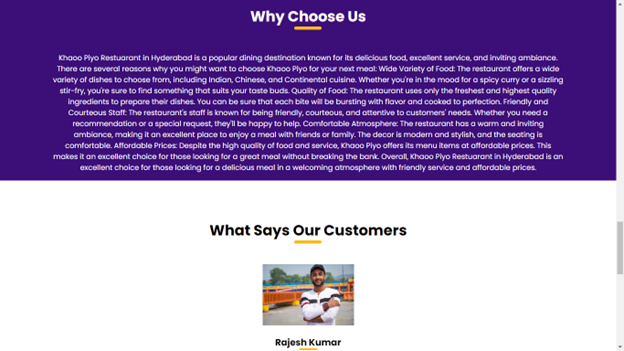 Why Choose Us
Khaoo PIyo Restuarant in Hyderabad is a popular dining destination known for its delicious food, excellent service, and inviting ambiance.
There are several reasons why you might want to choose Khaoo PIyo for your next meal: Wide Variety of Food: The restaurant offers a wide
variety of dishes to choose from, including Indian, Chinese, and Continental cuisine. Whether you're in the mood for a spicy curry or a sizzling
stir-fry, you're sure to find something that suits your taste buds. Quality of Food: The restaurant uses only the freshest and highest quality
ingredients to prepare their dishes. You can be sure that each bite will be bursting with flavor and cooked to perfection. Friendly and
Courteous Staff: The restaurant's staff is known for being friendly, courteous, and attentive to customers' needs. Whether you need a
recommendation or a special request, they'll be happy to help. Comfortable Atmosphere: The restaurant has a warm and inviting
ambiance, making it an excellent place to enjoy a meal with friends or family. The decor is modern and stylish, and the seating is
comfortable. Affordable Prices: Despite the high quality of food and service, Khaoo PIyo offers its menu items at affordable prices. This
makes it an excellent choice for those looking for a great meal without breaking the bank. Overall, Khaoo PIyo Restuarant in Hyderabad is an
excellent choice for those looking for a delicious meal in a welcoming atmosphere with friendly service and affordable prices.
What Says Our Customers
Rajesh Kumar